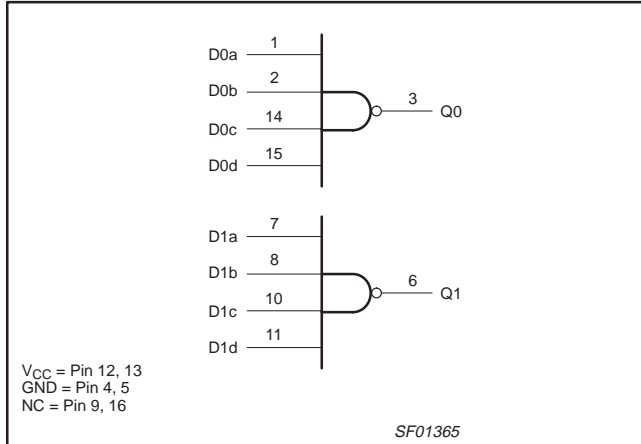 D0a 1
D0b 2
D0c 14
D0d 15
3 Q0
D1a 7
D1b 8
D1c 10
D1d 11
6 Q1
VCC = Pin 12, 13
GND = Pin 4, 5
NC = Pin 9, 16
SF01365